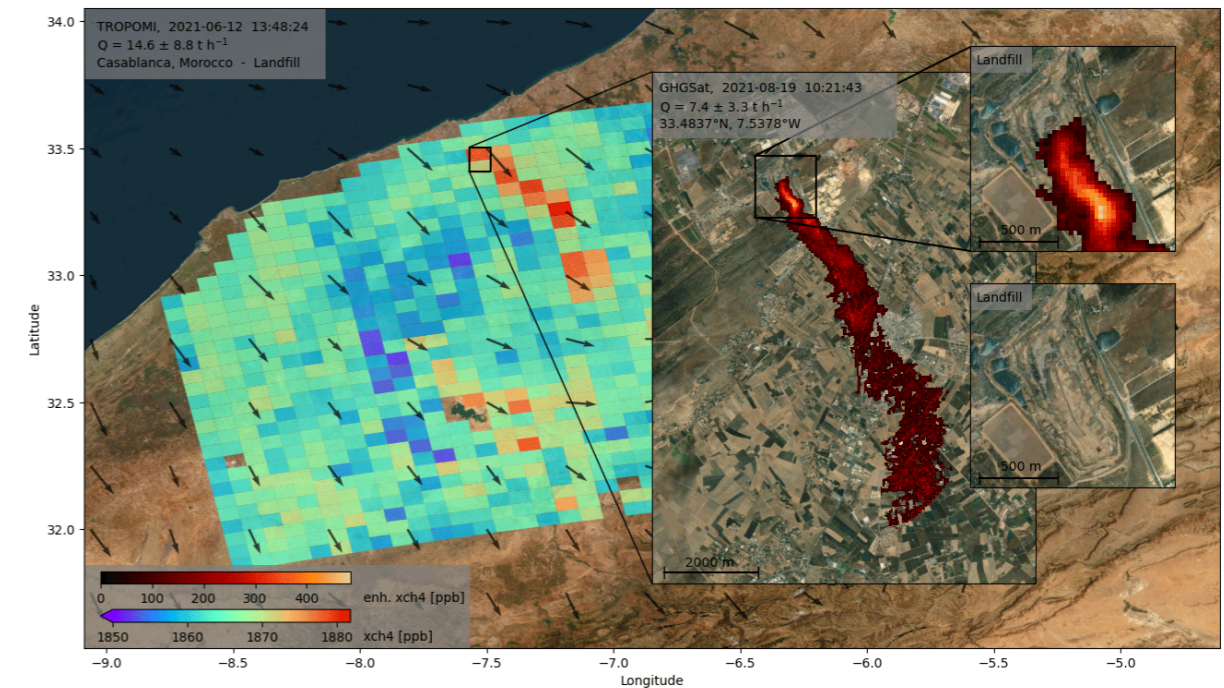 34.0
33.5
33.0
32.5
32.0
Latitude
TROPOMI, 2021-06-12 13:48:24
Q = 14.6 ± 8.8 t h⁻¹
Casablanca, Morocco - Landfill
GHGSat, 2021-08-19 10:21:43
Q = 7.4 ± 3.3 t h⁻¹
33.4837°N, 7.5378°W
2000 m
Landfill
500 m
Landfill
500 m
0 100 200 300 400 enh. xch4 [ppb]
1850 1860 1870 1880 xch4 [ppb]
−9.0 −8.5 −8.0 −7.5 −7.0 −6.5 −6.0 −5.5 −5.0
Longitude